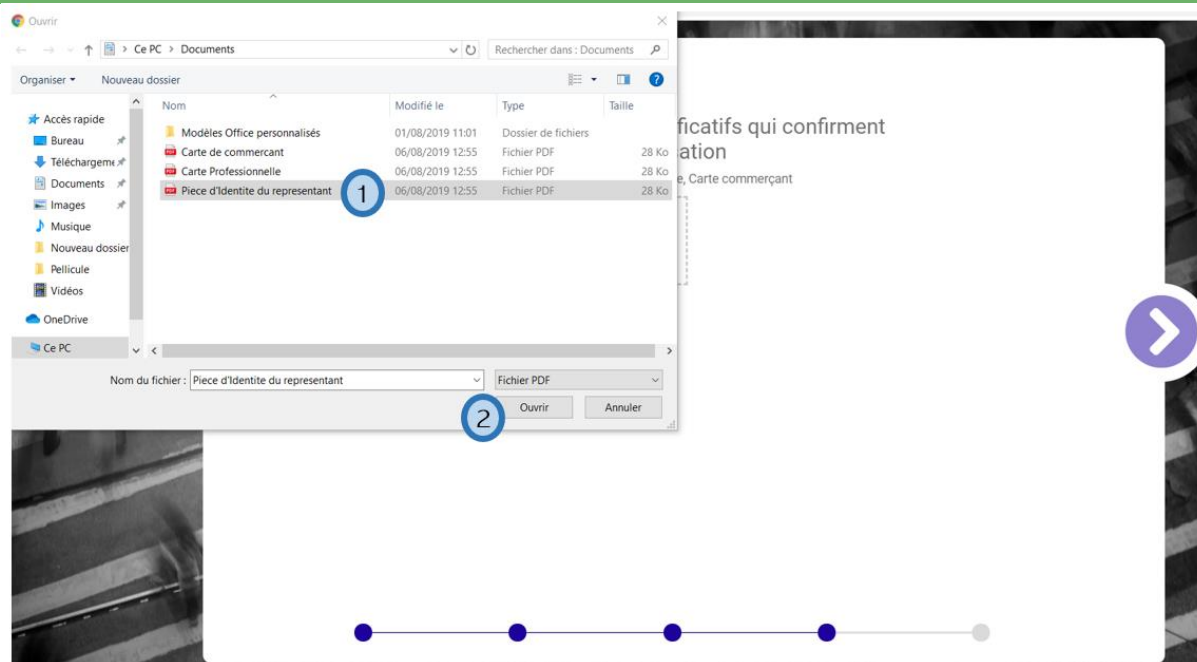 Ouvrir
Ce PC > Documents
Rechercher dans : Documents
Organiser
Nouveau dossier
Nom
Modifié le
Type
Taille
Accès rapide
Bureau
Téléchargeme
Documents
Images
Musique
Nouveau dossier
Pellicule
Vidéos
OneDrive
Ce PC
Modèles Office personnalisés 01/08/2019 11:01 Dossier de fichiers
Carte de commercant 06/08/2019 12:55 Fichier PDF 28 Ko
Carte Professionnelle 06/08/2019 12:55 Fichier PDF 28 Ko
Piece d'Identite du representant 1 06/08/2019 12:55 Fichier PDF 28 Ko
Nom du fichier : Piece d'Identite du representant Fichier PDF
2 Ouvrir Annuler
ficatifs qui confirment
ation
e, Carte commerçant